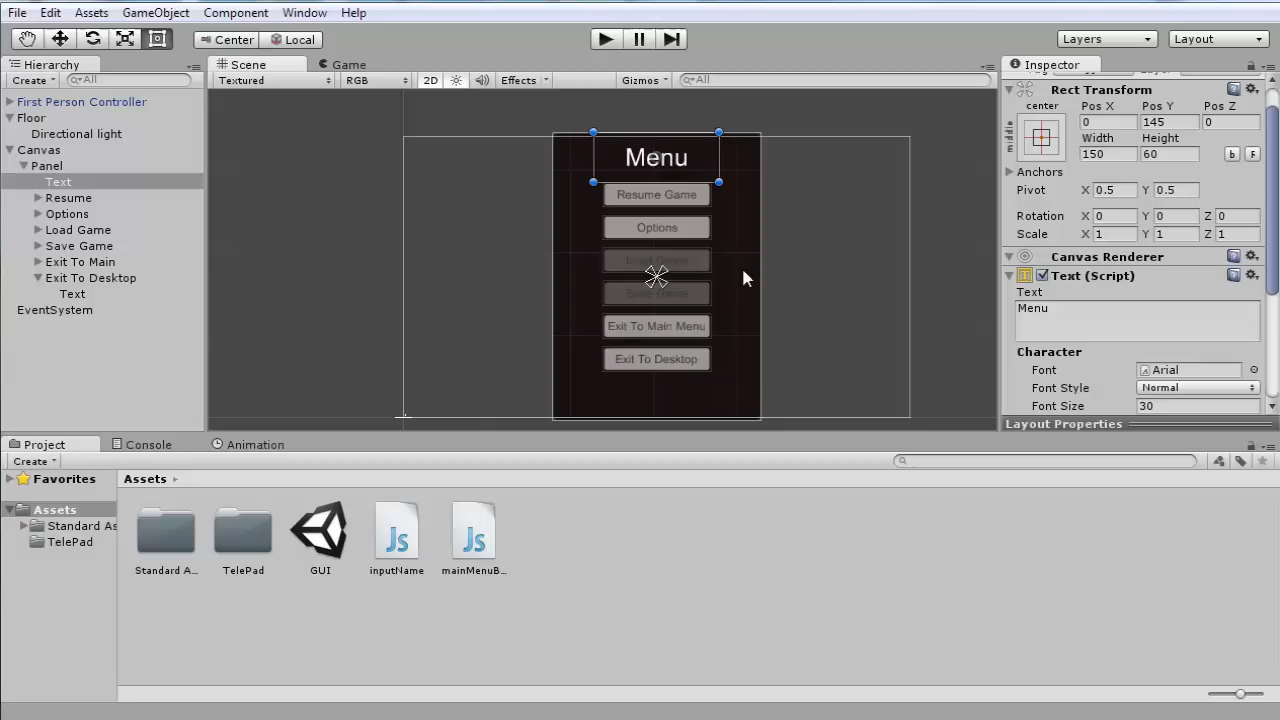 File Edit Assets GameObject Component Window Help
Center Local Layers Layout
Hierarchy Scene Game Inspector
Create All Textured RGB 2D Effects Gizmos All
First Person Controller
Floor
Directional light
Canvas
Panel
Text
Resume
Options
Load Game
Save Game
Exit To Main
Exit To Desktop
Text
EventSystem
Menu
Resume Game
Options
Load Game
Save Game
Exit To Main Menu
Exit To Desktop
Rect Transform
center Pos X Pos Y Pos Z
middle 0 145 0
Width Height
150 60 b F
Anchors
Pivot X 0.5 Y 0.5
Rotation X 0 Y 0 Z 0
Scale X 1 Y 1 Z 1
Canvas Renderer
Text (Script)
Text
Menu
Character
Font Arial
Font Style Normal
Font Size 30
Layout Properties
Project Console Animation
Create
Favorites
Assets
Standard As
TelePad
Assets
Standard A...
TelePad
GUI
Js
inputName
Js
mainMenuB...